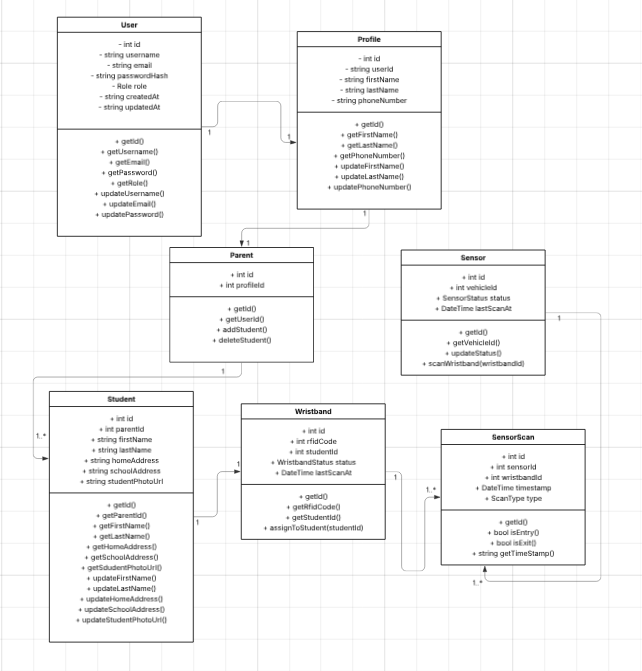 User
- int id
- string username
- string email
- string passwordHash
- Role role
- string createdAt
- string updatedAt
+ getId()
+ getUsername()
+ getEmail()
+ getPassword()
+ getRole()
+ updateUsername()
+ updateEmail()
+ updatePassword()
1
1
Profile
- int id
- string userId
- string firstName
- string lastName
- string phoneNumber
+ getId()
+ getFirstName()
+ getLastName()
+ getPhoneNumber()
+ updateFirstName()
+ updateLastName()
+ updatePhoneNumber()
1
1
Parent
+ int id
+ int profileId
+ getId()
+ getUserId()
+ addStudent()
+ deleteStudent()
1
1..*
Sensor
+ int id
+ int vehicleId
+ SensorStatus status
+ DateTime lastScanAt
+ getId()
+ getVehicleId()
+ updateStatus()
+ scanWristband(wristbandId)
1
Student
+ int id
+ int parentId
+ string firstName
+ string lastName
+ string homeAddress
+ string schoolAddress
+ string studentPhotoUrl
+ getId()
+ getParentId()
+ getFirstName()
+ getLastName()
+ getHomeAddress()
+ getSchoolAddress()
+ getSdudentPhotoUrl()
+ updateFirstName()
+ updateLastName()
+ updateHomeAddress()
+ updateSchoolAddress()
+ updateStudentPhotoUrl()
1
1
Wristband
+ int id
+ int rfidCode
+ int studentId
+ WristbandStatus status
+ DateTime lastScanAt
+ getId()
+ getRfidCode()
+ getStudentId()
+ assignToStudent(studentId)
1
1..*
SensorScan
+ int id
+ int sensorId
+ int wristbandId
+ DateTime timestamp
+ ScanType type
+ getId()
+ bool isEntry()
+ bool isExit()
+ string getTimeStamp()
1..*